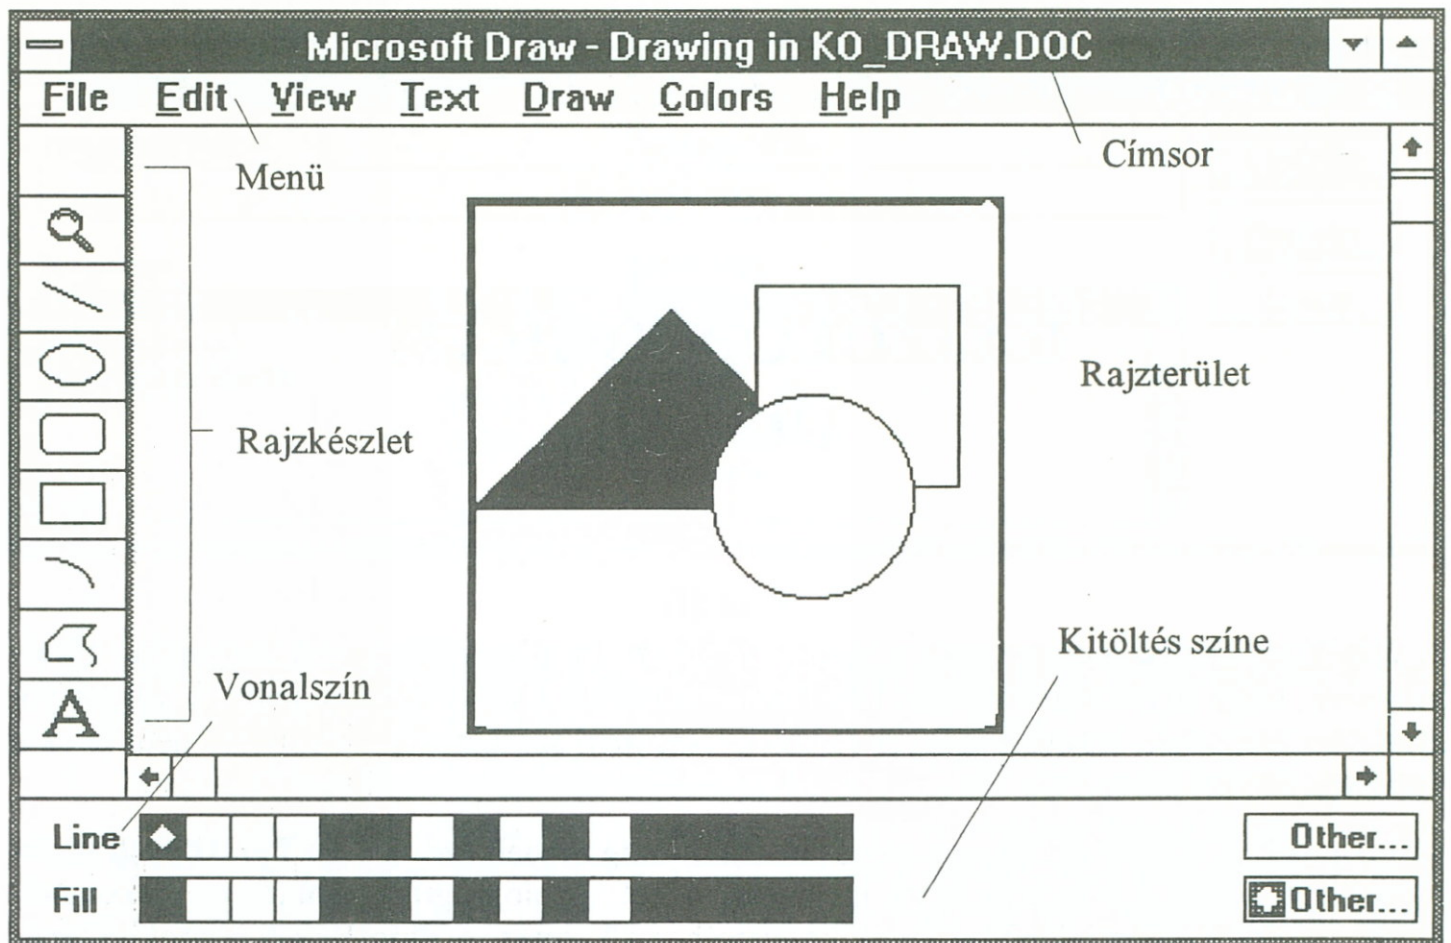 Microsoft Draw - Drawing in KO_DRAW.DOC
File Edit View Text Draw Colors Help
Címsor
Menü
Rajzterület
Rajzkészlet
Kitöltés színe
Vonalszín
A
Line Other...
Fill Other...